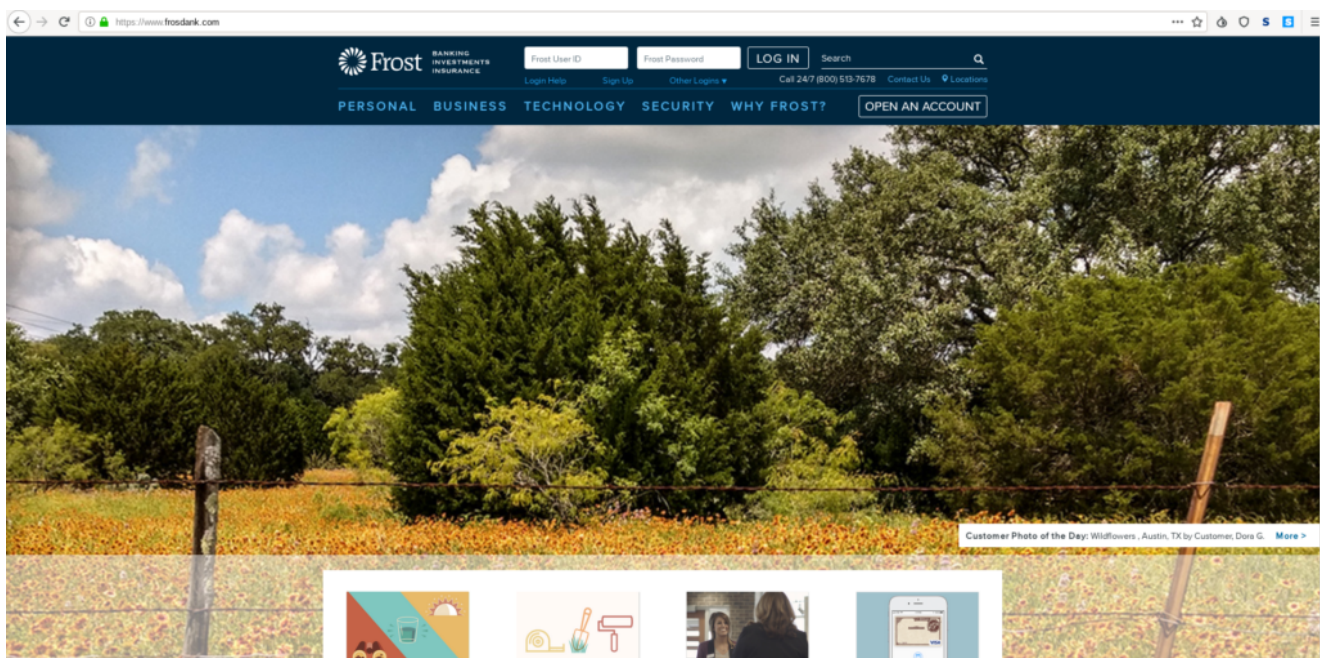 https://www.frosdank.com
Frost BANKING INVESTMENTS INSURANCE
Frost User ID Frost Password LOG IN Search
Login Help Sign Up Other Logins ▾ Call 24/7 (800) 513-7678 Contact Us Locations
PERSONAL BUSINESS TECHNOLOGY SECURITY WHY FROST? OPEN AN ACCOUNT
Customer Photo of the Day: Wildflowers , Austin, TX by Customer, Dora G. More >
VISA